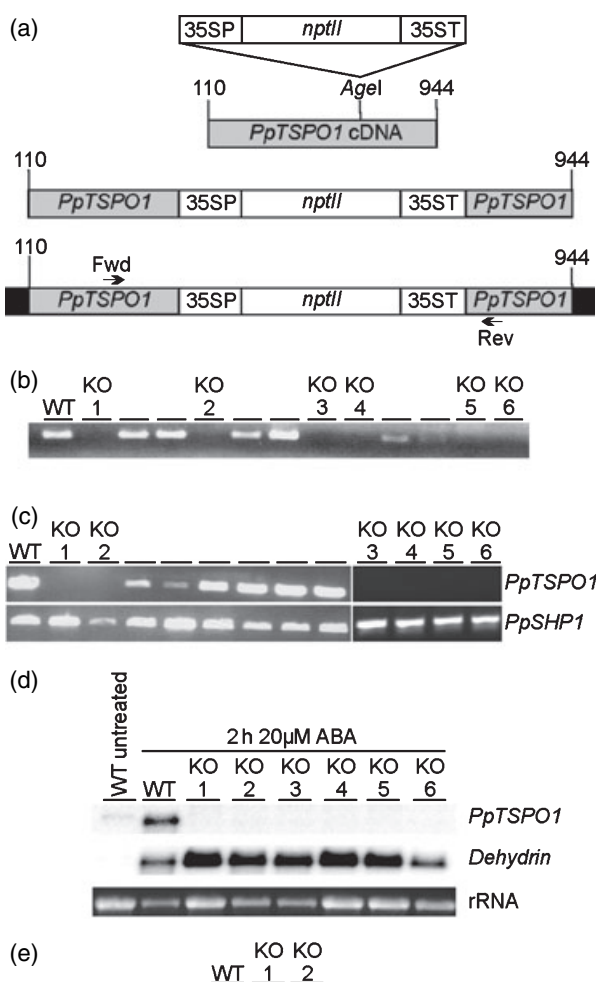 (a)
35SP nptII 35ST
110 AgeI 944
PpTSPO1 cDNA
110 944
PpTSPO1 35SP nptII 35ST PpTSPO1
110 944
Fwd
PpTSPO1 35SP nptII 35ST PpTSPO1
Rev
(b)
KO KO KO KO KO KO
WT 1 2 3 4 5 6
(c)
KO KO KO KO KO KO
WT 1 2 3 4 5 6
PpTSPO1
PpSHP1
(d)
WT untreated
2 h 20μM ABA
KO KO KO KO KO KO
WT 1 2 3 4 5 6
PpTSPO1
Dehydrin
rRNA
(e)
KO KO
WT 1 2